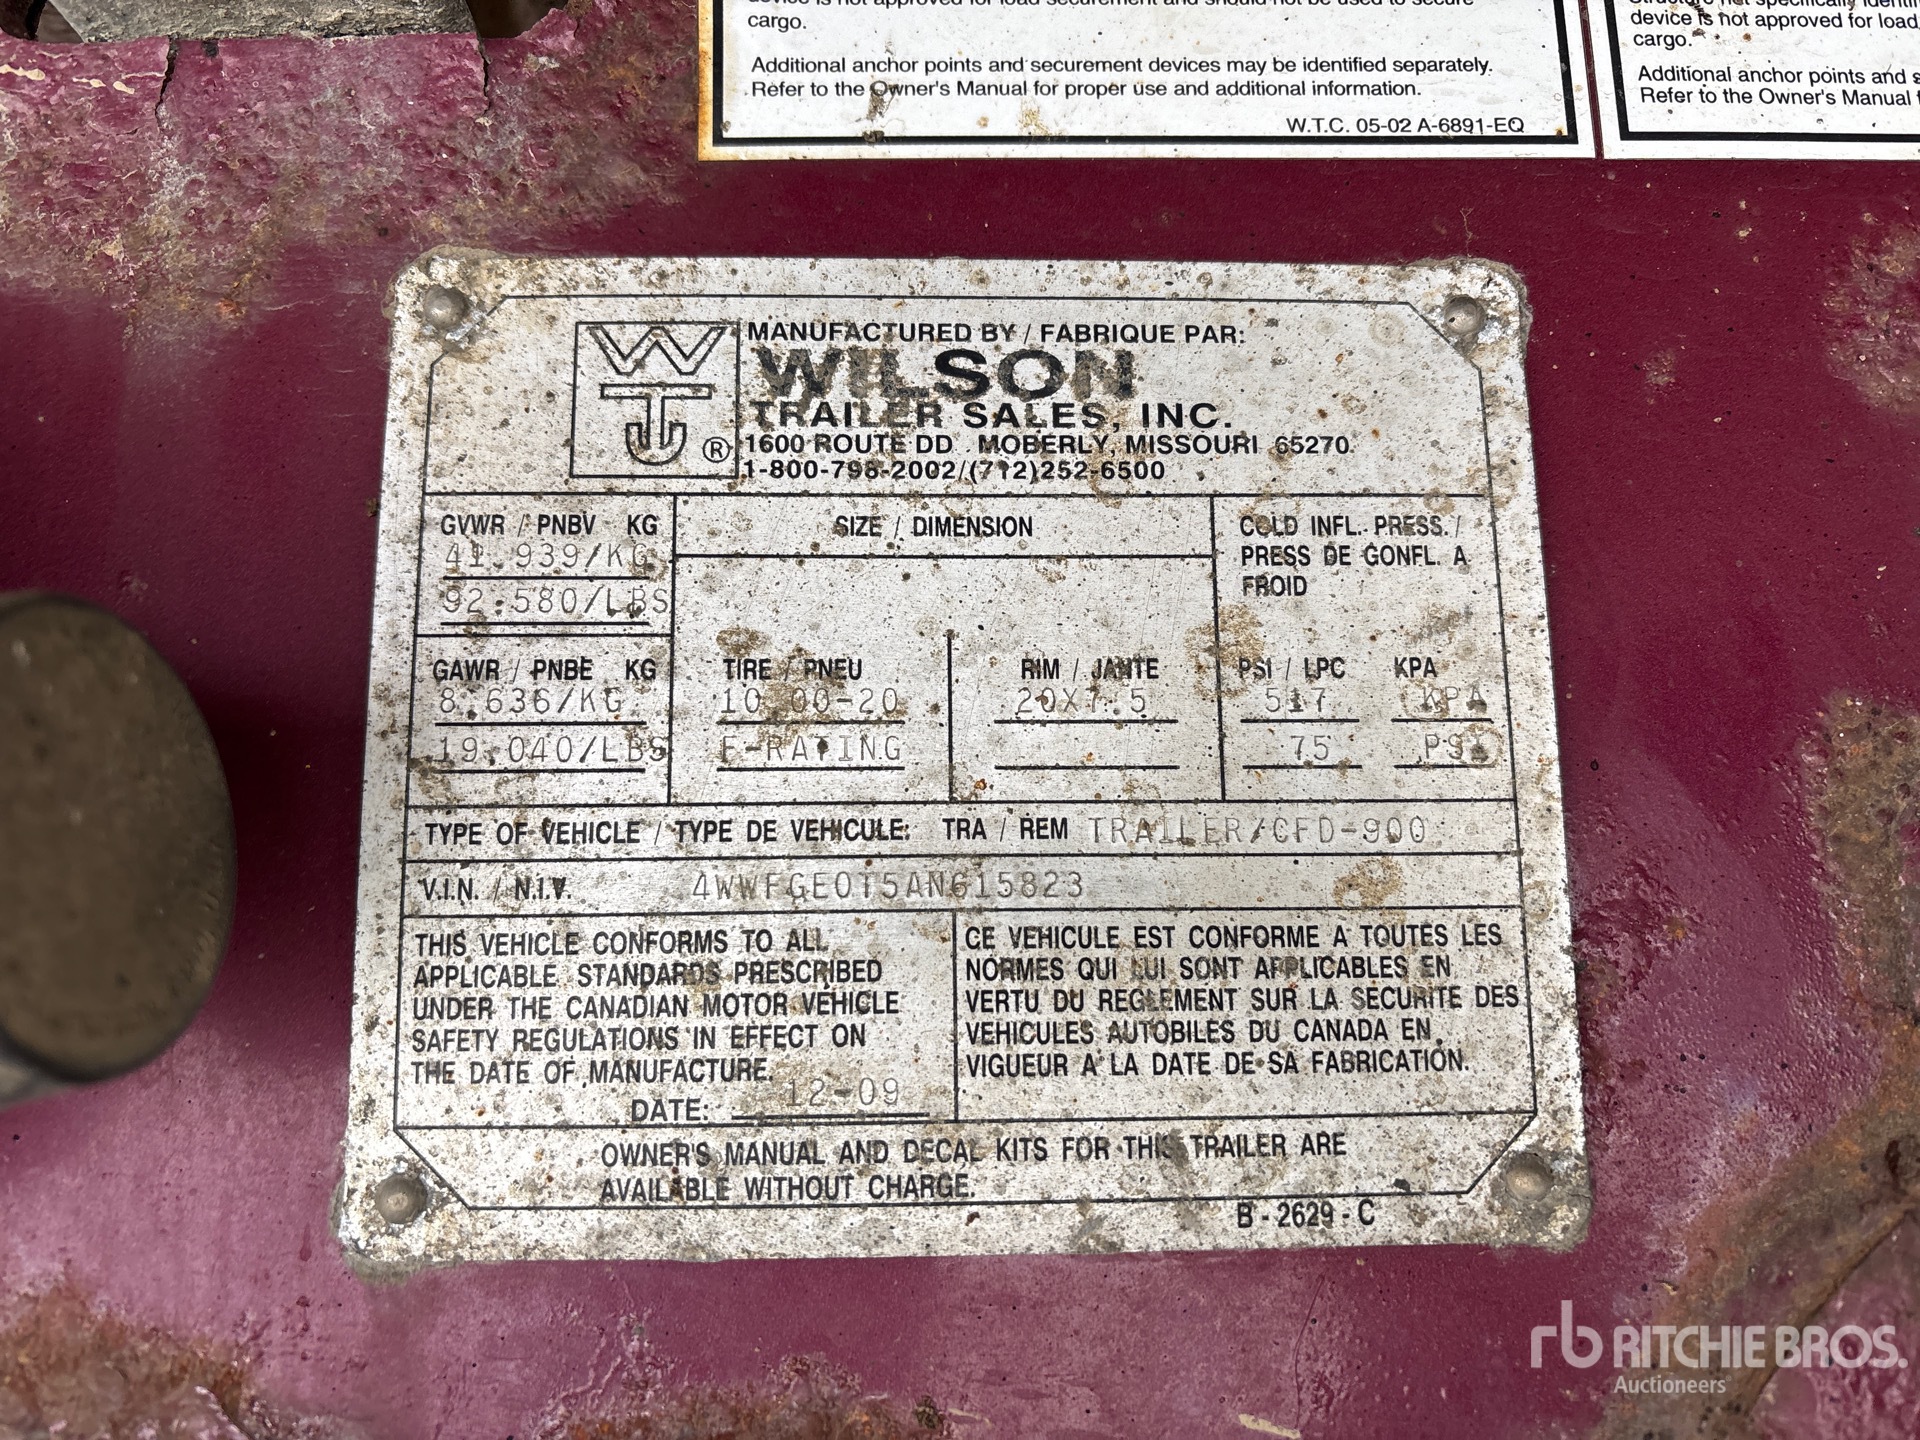 device is not approved for load securement and should not be used to secure
cargo.
Additional anchor points and securement devices may be identified separately.
Refer to the Owner's Manual for proper use and additional information.
W.T.C. 05-02 A-6891-EQ
Structure not specifically
device is not approved for load
cargo.
Additional anchor points and
Refer to the Owner's Manual
WTJ ®
MANUFACTURED BY / FABRIQUE PAR:
WILSON
TRAILER SALES, INC.
1600 ROUTE DD MOBERLY, MISSOURI 65270
1-800-798-2002/(712)252-6500
GVWR / PNBV KG
41.939/KG
92.580/LBS
SIZE / DIMENSION
COLD INFL. PRESS. /
PRESS DE GONFL. A
FROID
GAWR / PNBE KG
8.636/KG
19.040/LBS
TIRE / PNEU
10.00-20
F-RATING
RIM / JANTE
20X7.5
PSI / LPC KPA
517 KPA
75 PSI
TYPE OF VEHICLE / TYPE DE VEHICULE: TRA / REM TRAILER/CFD-900
V.I.N. / N.I.V. 4WWFGE0T5AN615823
THIS VEHICLE CONFORMS TO ALL
APPLICABLE STANDARDS PRESCRIBED
UNDER THE CANADIAN MOTOR VEHICLE
SAFETY REGULATIONS IN EFFECT ON
THE DATE OF MANUFACTURE.
DATE: 12-09
CE VEHICULE EST CONFORME A TOUTES LES
NORMES QUI LUI SONT APPLICABLES EN
VERTU DU REGLEMENT SUR LA SECURITE DES
VEHICULES AUTOBILES DU CANADA EN
VIGUEUR A LA DATE DE SA FABRICATION.
OWNER'S MANUAL AND DECAL KITS FOR THIS TRAILER ARE
AVAILABLE WITHOUT CHARGE.
B - 2629 - C
rb RITCHIE BROS.
Auctioneers